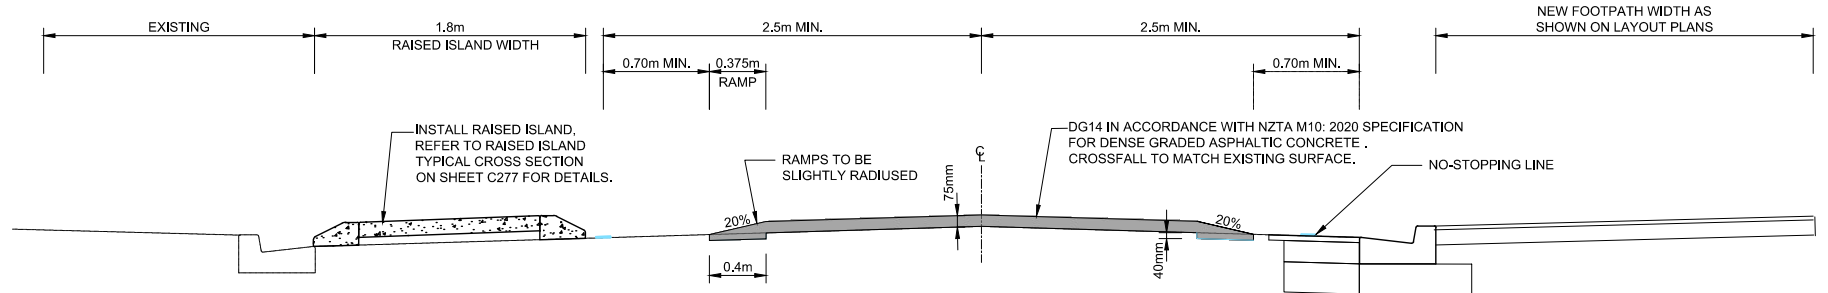 EXISTING
1.8m
RAISED ISLAND WIDTH
2.5m MIN.
2.5m MIN.
NEW FOOTPATH WIDTH AS
SHOWN ON LAYOUT PLANS
0.70m MIN.
0.375m
RAMP
0.70m MIN.
INSTALL RAISED ISLAND,
REFER TO RAISED ISLAND
TYPICAL CROSS SECTION
ON SHEET C277 FOR DETAILS.
RAMPS TO BE
SLIGHTLY RADIUSED
DG14 IN ACCORDANCE WITH NZTA M10: 2020 SPECIFICATION
FOR DENSE GRADED ASPHALTIC CONCRETE .
CROSSFALL TO MATCH EXISTING SURFACE.
NO-STOPPING LINE
℄
75mm
20%
20%
40mm
0.4m